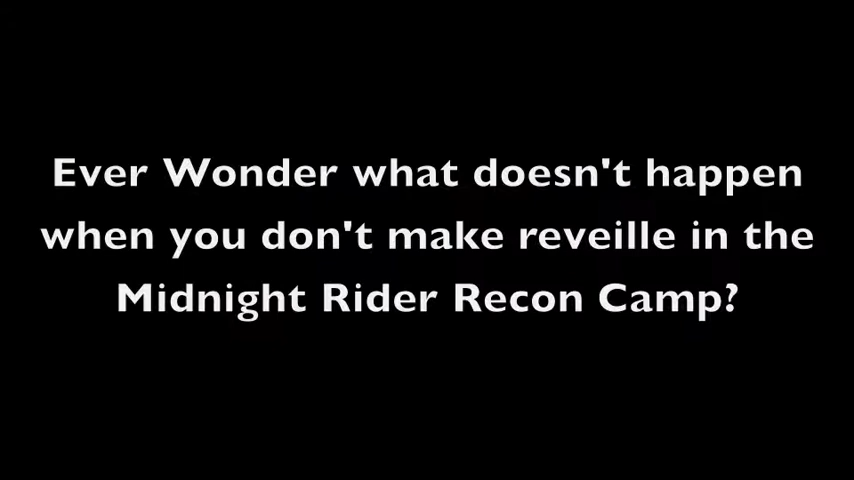 Ever Wonder what doesn't happen
when you don't make reveille in the
Midnight Rider Recon Camp?